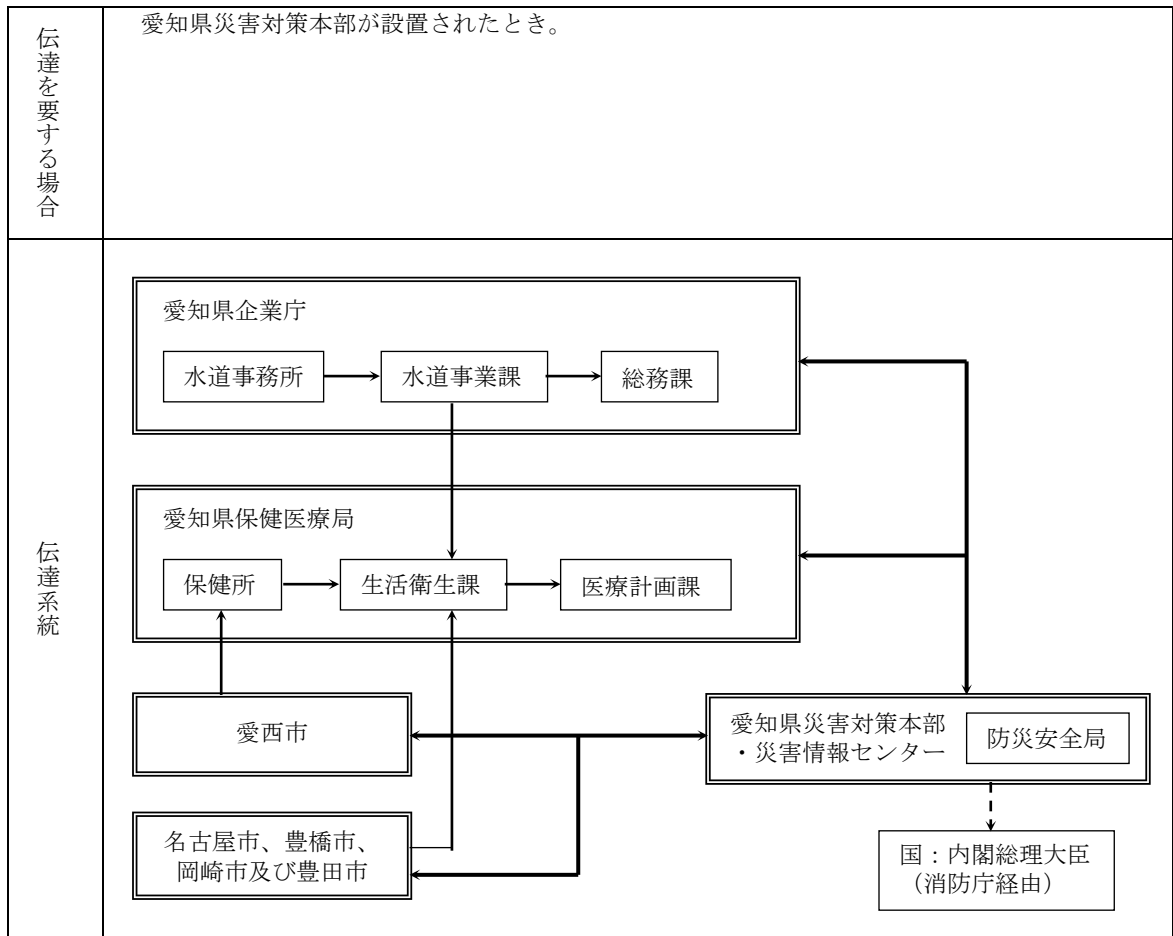 伝達を要する場合
愛知県災害対策本部が設置されたとき。
伝達系統
愛知県企業庁
水道事務所
水道事業課
総務課
愛知県保健医療局
保健所
生活衛生課
医療計画課
愛西市
愛知県災害対策本部
・災害情報センター
防災安全局
名古屋市、豊橋市、
岡崎市及び豊田市
国：内閣総理大臣
（消防庁経由）